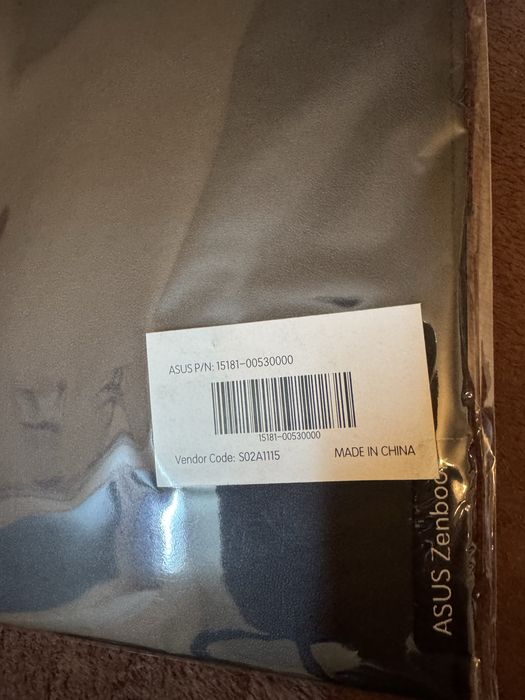 ASUS P/N: 15181-00530000
15181-00530000
Vendor Code: S02A1115
MADE IN CHINA
ASUS Zenboo